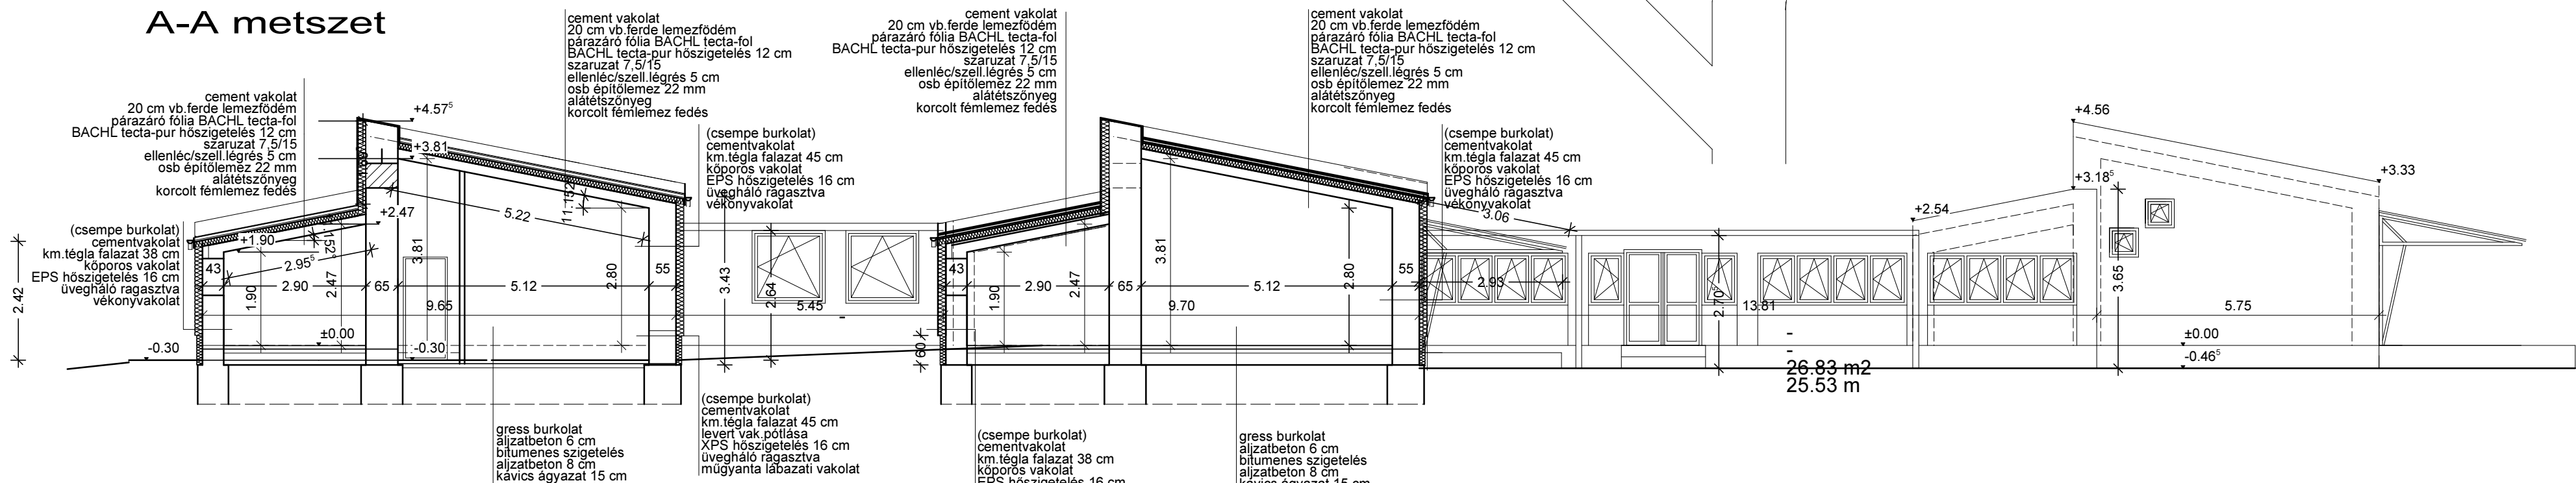 A-A metszet
cement vakolat
20 cm vb.ferde lemezfödém
párazáró fólia BACHL tecta-fol
BACHL tecta-pur hőszigetelés 12 cm
szaruzat 7,5/15
ellenléc/szell.légrés 5 cm
osb építőlemez 22 mm
alátétszőnyeg
korcolt fémlemez fedés
cement vakolat
20 cm vb.ferde lemezfödém
párazáró fólia BACHL tecta-fol
BACHL tecta-pur hőszigetelés 12 cm
szaruzat 7,5/15
ellenléc/szell.légrés 5 cm
osb építőlemez 22 mm
alátétszőnyeg
korcolt fémlemez fedés
cement vakolat
20 cm vb.ferde lemezfödém
párazáró fólia BACHL tecta-fol
BACHL tecta-pur hőszigetelés 12 cm
szaruzat 7,5/15
ellenléc/szell.légrés 5 cm
osb építőlemez 22 mm
alátétszőnyeg
korcolt fémlemez fedés
cement vakolat
20 cm vb.ferde lemezfödém
párazáró fólia BACHL tecta-fol
BACHL tecta-pur hőszigetelés 12 cm
szaruzat 7,5/15
ellenléc/szell.légrés 5 cm
osb építőlemez 22 mm
alátétszőnyeg
korcolt fémlemez fedés
(csempe burkolat)
cementvakolat
km.tégla falazat 45 cm
kőporos vakolat
EPS hőszigetelés 16 cm
üvegháló ragasztva
vékonyvakolat
(csempe burkolat)
cementvakolat
km.tégla falazat 45 cm
kőporos vakolat
EPS hőszigetelés 16 cm
üvegháló ragasztva
vékonyvakolat
(csempe burkolat)
cementvakolat
km.tégla falazat 38 cm
kőporos vakolat
EPS hőszigetelés 16 cm
üvegháló ragasztva
vékonyvakolat
+4.57⁵
+3.81
+2.47
+1.90
5.22
2.95⁵
43
2.90
65
5.12
55
9.65
1.90
2.47
3.81
2.80
2.42
3.43
2.64
5.45
±0.00
-0.30
-0.30
60
43
2.90
65
5.12
55
9.70
1.90
2.47
3.81
2.80
3.06
2.93
2.70⁵
13.81
+2.54
+4.56
+3.18⁵
+3.33
3.65
5.75
±0.00
-0.46⁵
-
-
-
26.83 m2
25.53 m
gress burkolat
aljzatbeton 6 cm
bitumenes szigetelés
aljzatbeton 8 cm
kavics ágyazat 15 cm
(csempe burkolat)
cementvakolat
km.tégla falazat 45 cm
levert vak.pótlása
XPS hőszigetelés 16 cm
üvegháló ragasztva
műgyanta lábazati vakolat
(csempe burkolat)
cementvakolat
km.tégla falazat 38 cm
kőporos vakolat
EPS hőszigetelés 16 cm
gress burkolat
aljzatbeton 6 cm
bitumenes szigetelés
aljzatbeton 8 cm
kavics ágyazat 15 cm